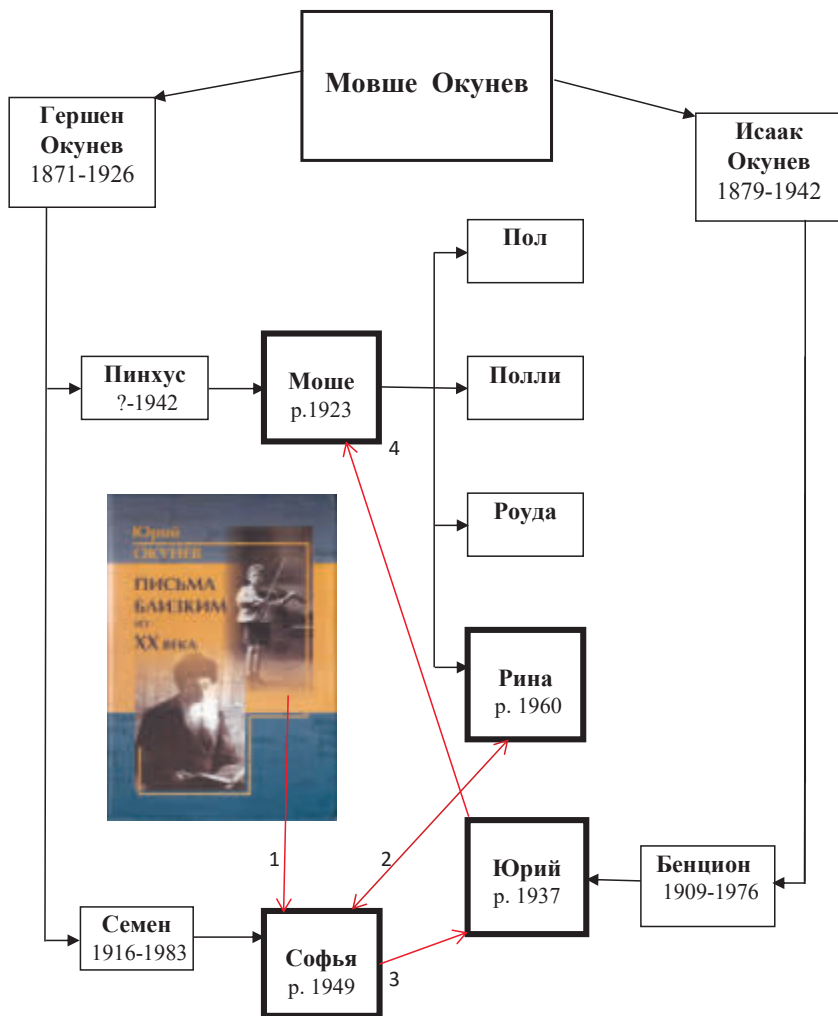 Мовше Окунев
Гершен
Окунев
1871-1926
Исаак
Окунев
1879-1942
Пол
Пинхус
?-1942
Моше
р.1923
Полли
4
Роуда
Юрий
ОКУНЕВ
ПИСЬМА
БЛИЗКИМ
ИЗ
XX ВЕКА
Рина
р. 1960
1
2
Юрий
р. 1937
Бенцион
1909-1976
Семен
1916-1983
Софья
р. 1949
3